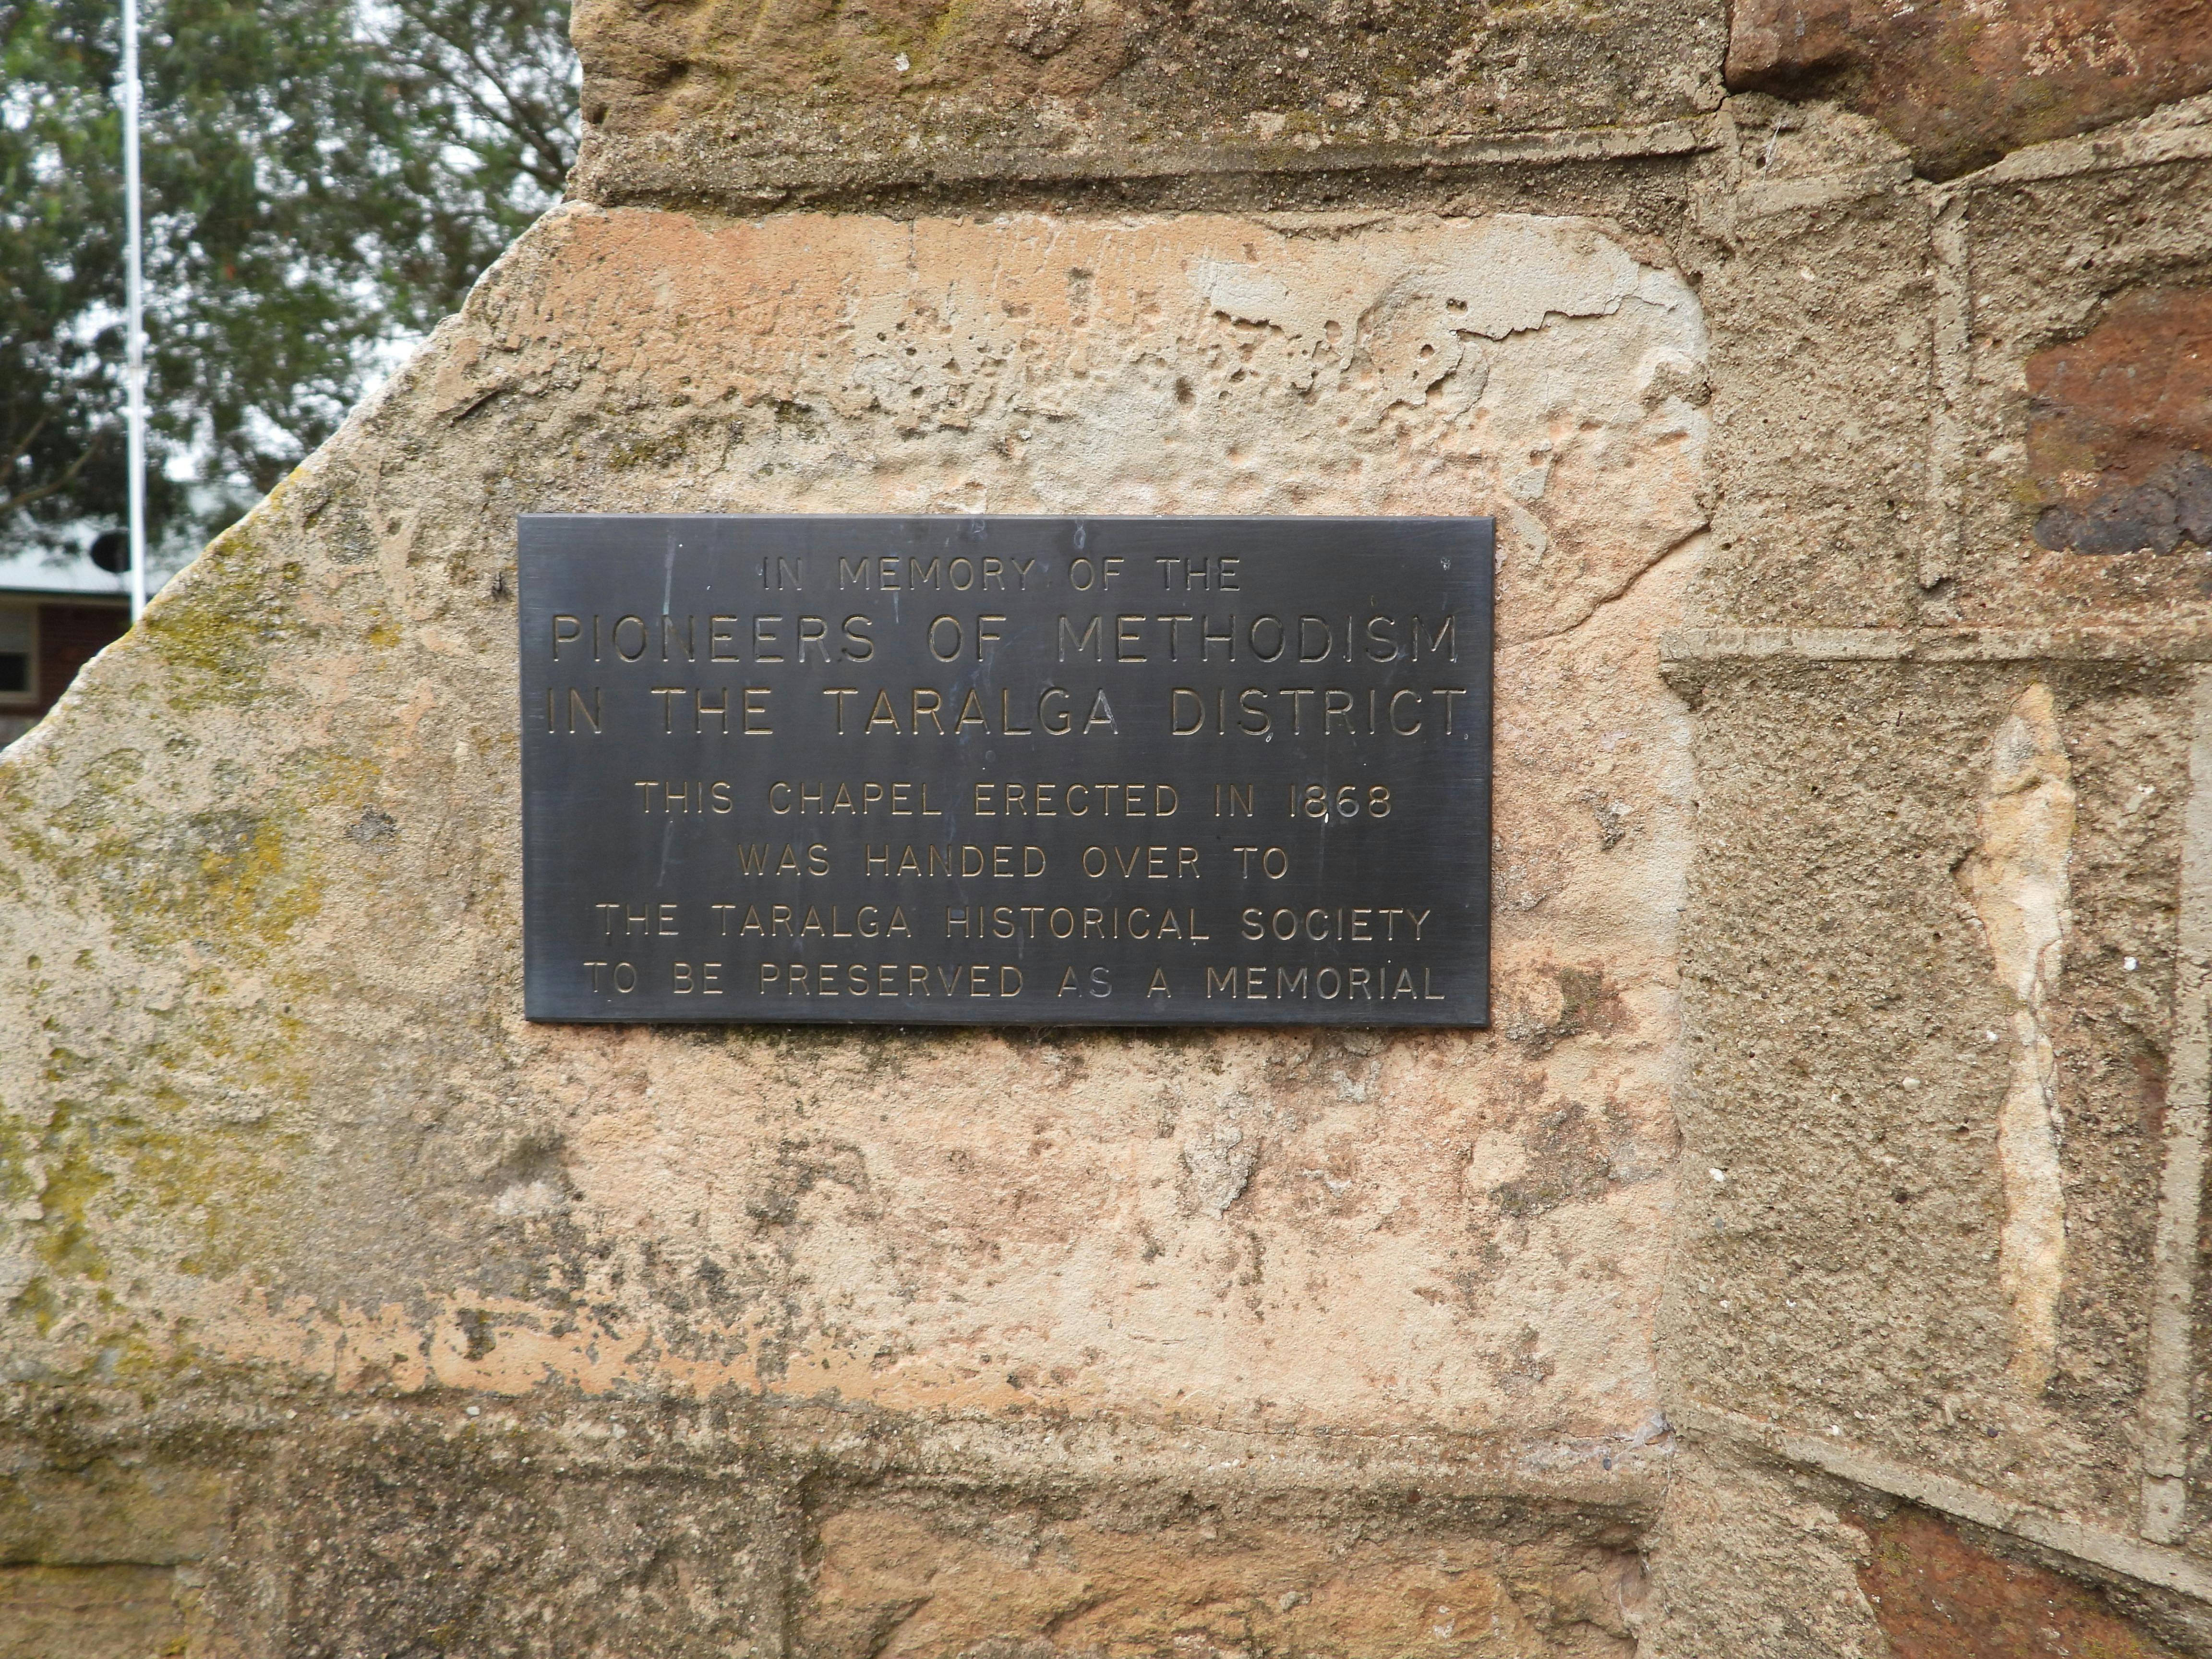 IN MEMORY OF THE
PIONEERS OF METHODISM
IN THE TARALGA DISTRICT.
THIS CHAPEL ERECTED IN 1868
WAS HANDED OVER TO
THE TARALGA HISTORICAL SOCIETY
TO BE PRESERVED AS A MEMORIAL